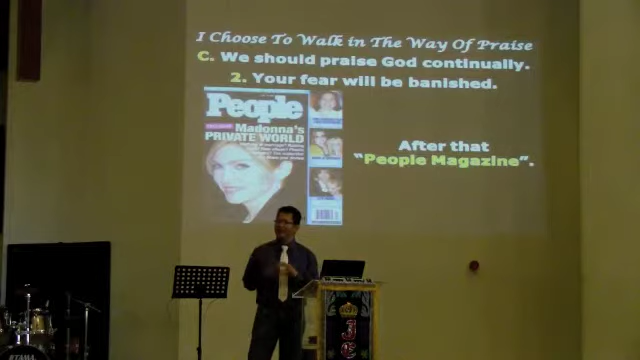 I Choose To Walk in The Way Of Praise
C. We should praise God continually.
2. Your fear will be banished.
People
Madonna's
PRIVATE WORLD
After that
"People Magazine".
TAMA